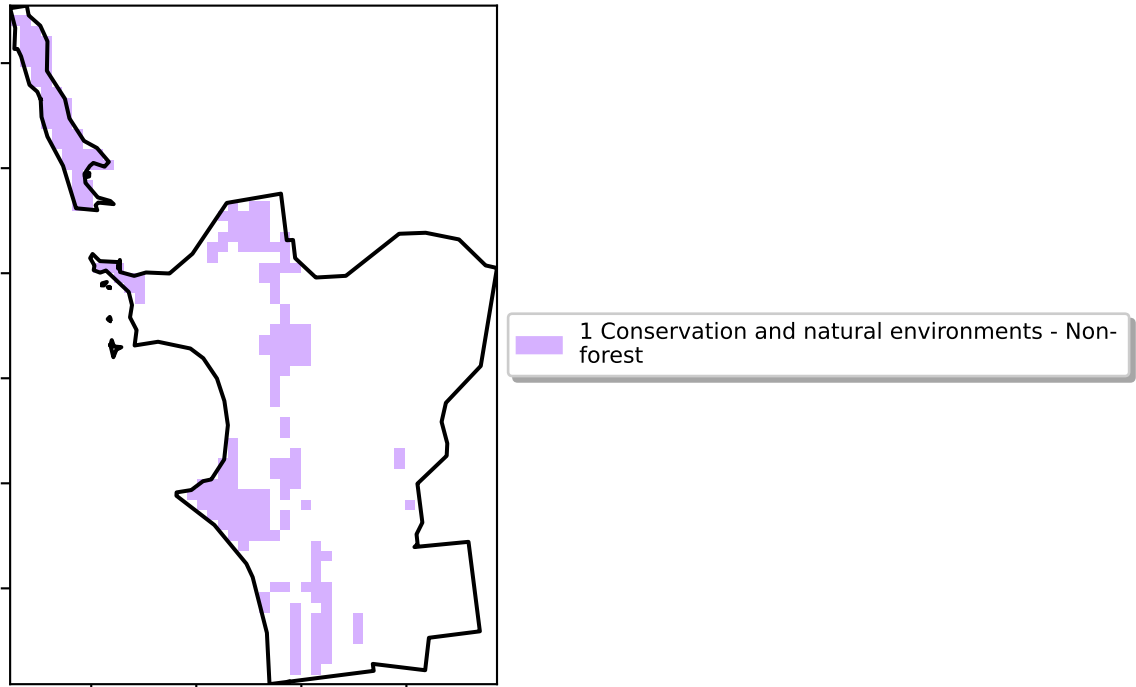 1 Conservation and natural environments - Non-
forest